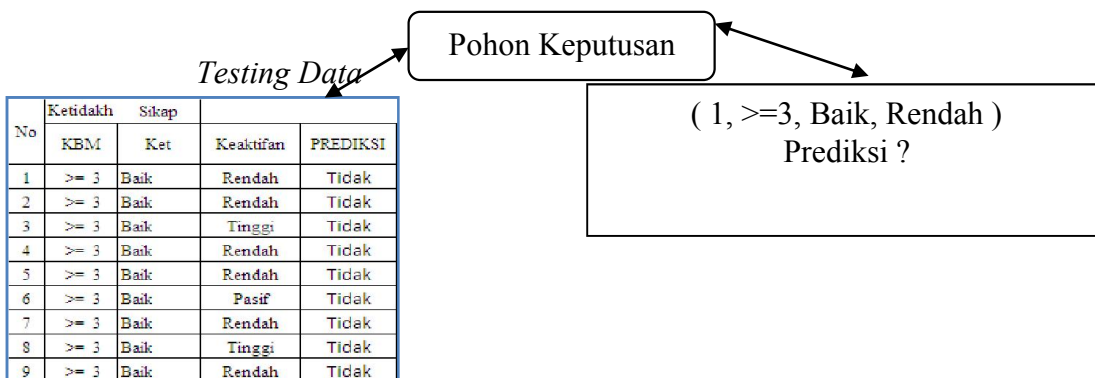 Pohon Keputusan
Testing Data
Ketidakh Sikap
No KBM Ket Keaktifan PREDIKSI
1 >= 3 Baik Rendah Tidak
2 >= 3 Baik Rendah Tidak
3 >= 3 Baik Tinggi Tidak
4 >= 3 Baik Rendah Tidak
5 >= 3 Baik Rendah Tidak
6 >= 3 Baik Pasif Tidak
7 >= 3 Baik Rendah Tidak
8 >= 3 Baik Tinggi Tidak
9 >= 3 Baik Rendah Tidak
( 1, >=3, Baik, Rendah )
Prediksi ?